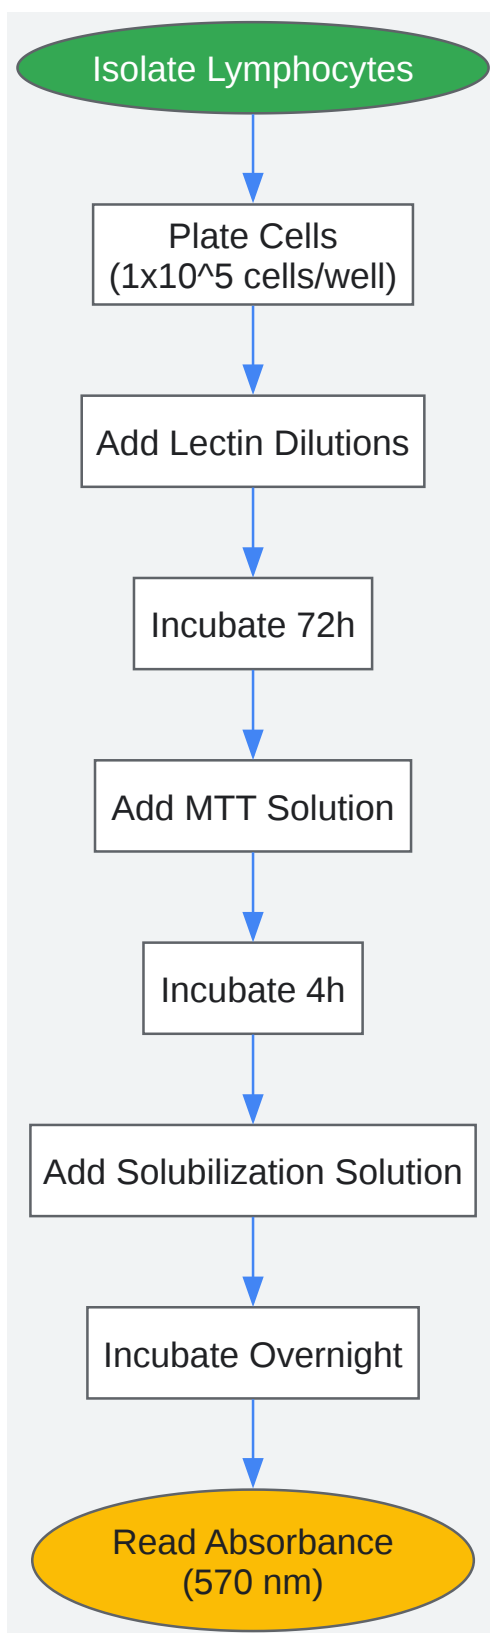 Isolate Lymphocytes
Plate Cells
(1x10^5 cells/well)
Add Lectin Dilutions
Incubate 72h
Add MTT Solution
Incubate 4h
Add Solubilization Solution
Incubate Overnight
Read Absorbance
(570 nm)